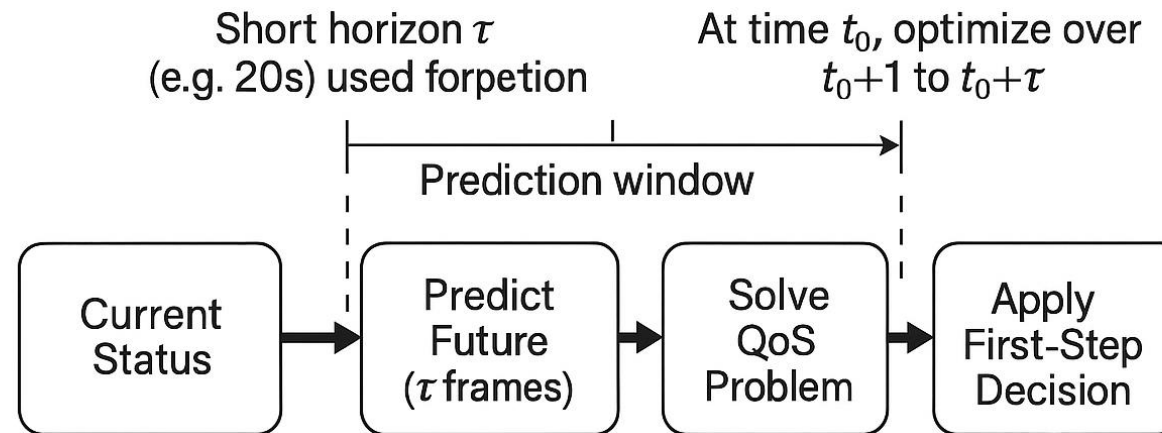 Short horizon τ
(e.g. 20s) used forpetion
At time t₀, optimize over
t₀+1 to t₀+τ
Prediction window
Current
Status
Predict
Future
(τ frames)
Solve
QoS
Problem
Apply
First-Step
Decision